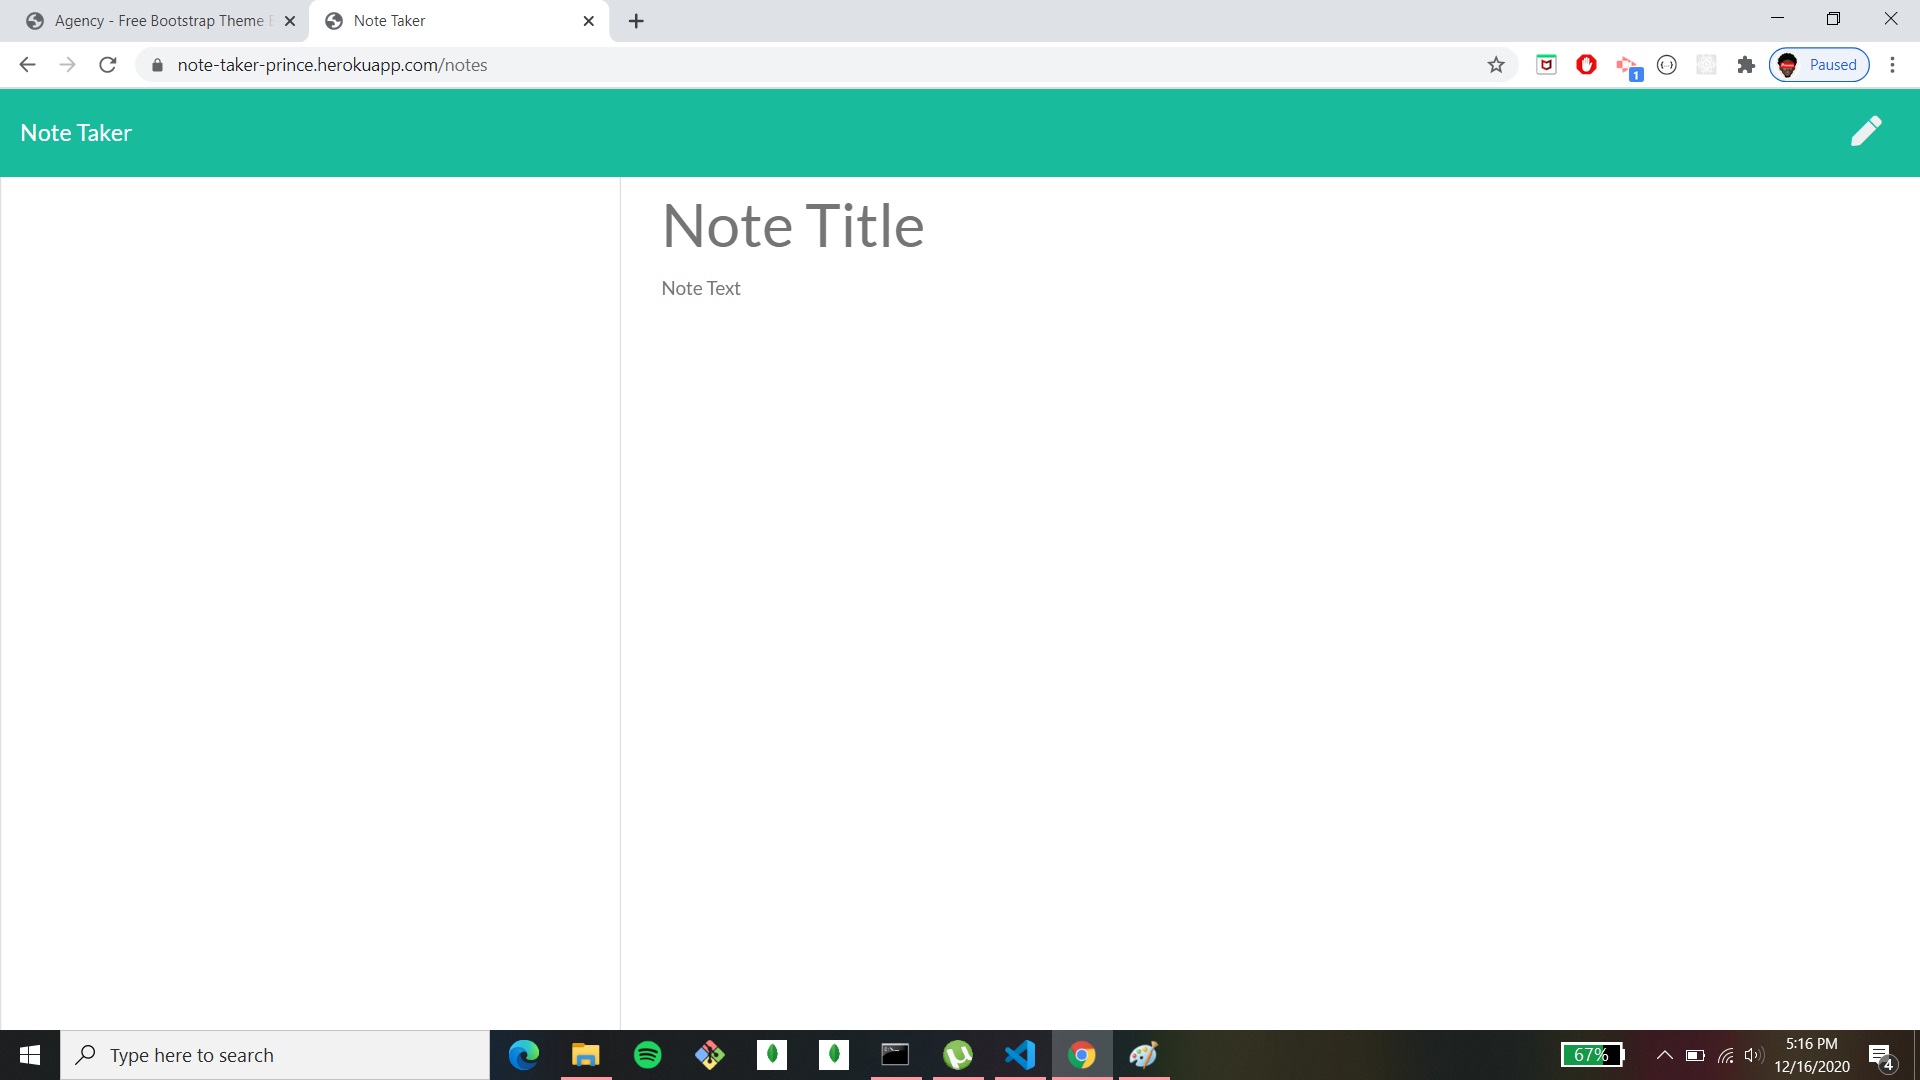 Agency - Free Bootstrap Theme
Note Taker
note-taker-prince.herokuapp.com/notes
1
Paused
Note Taker
Note Title
Note Text
Type here to search
67%
5:16 PM
12/16/2020
4